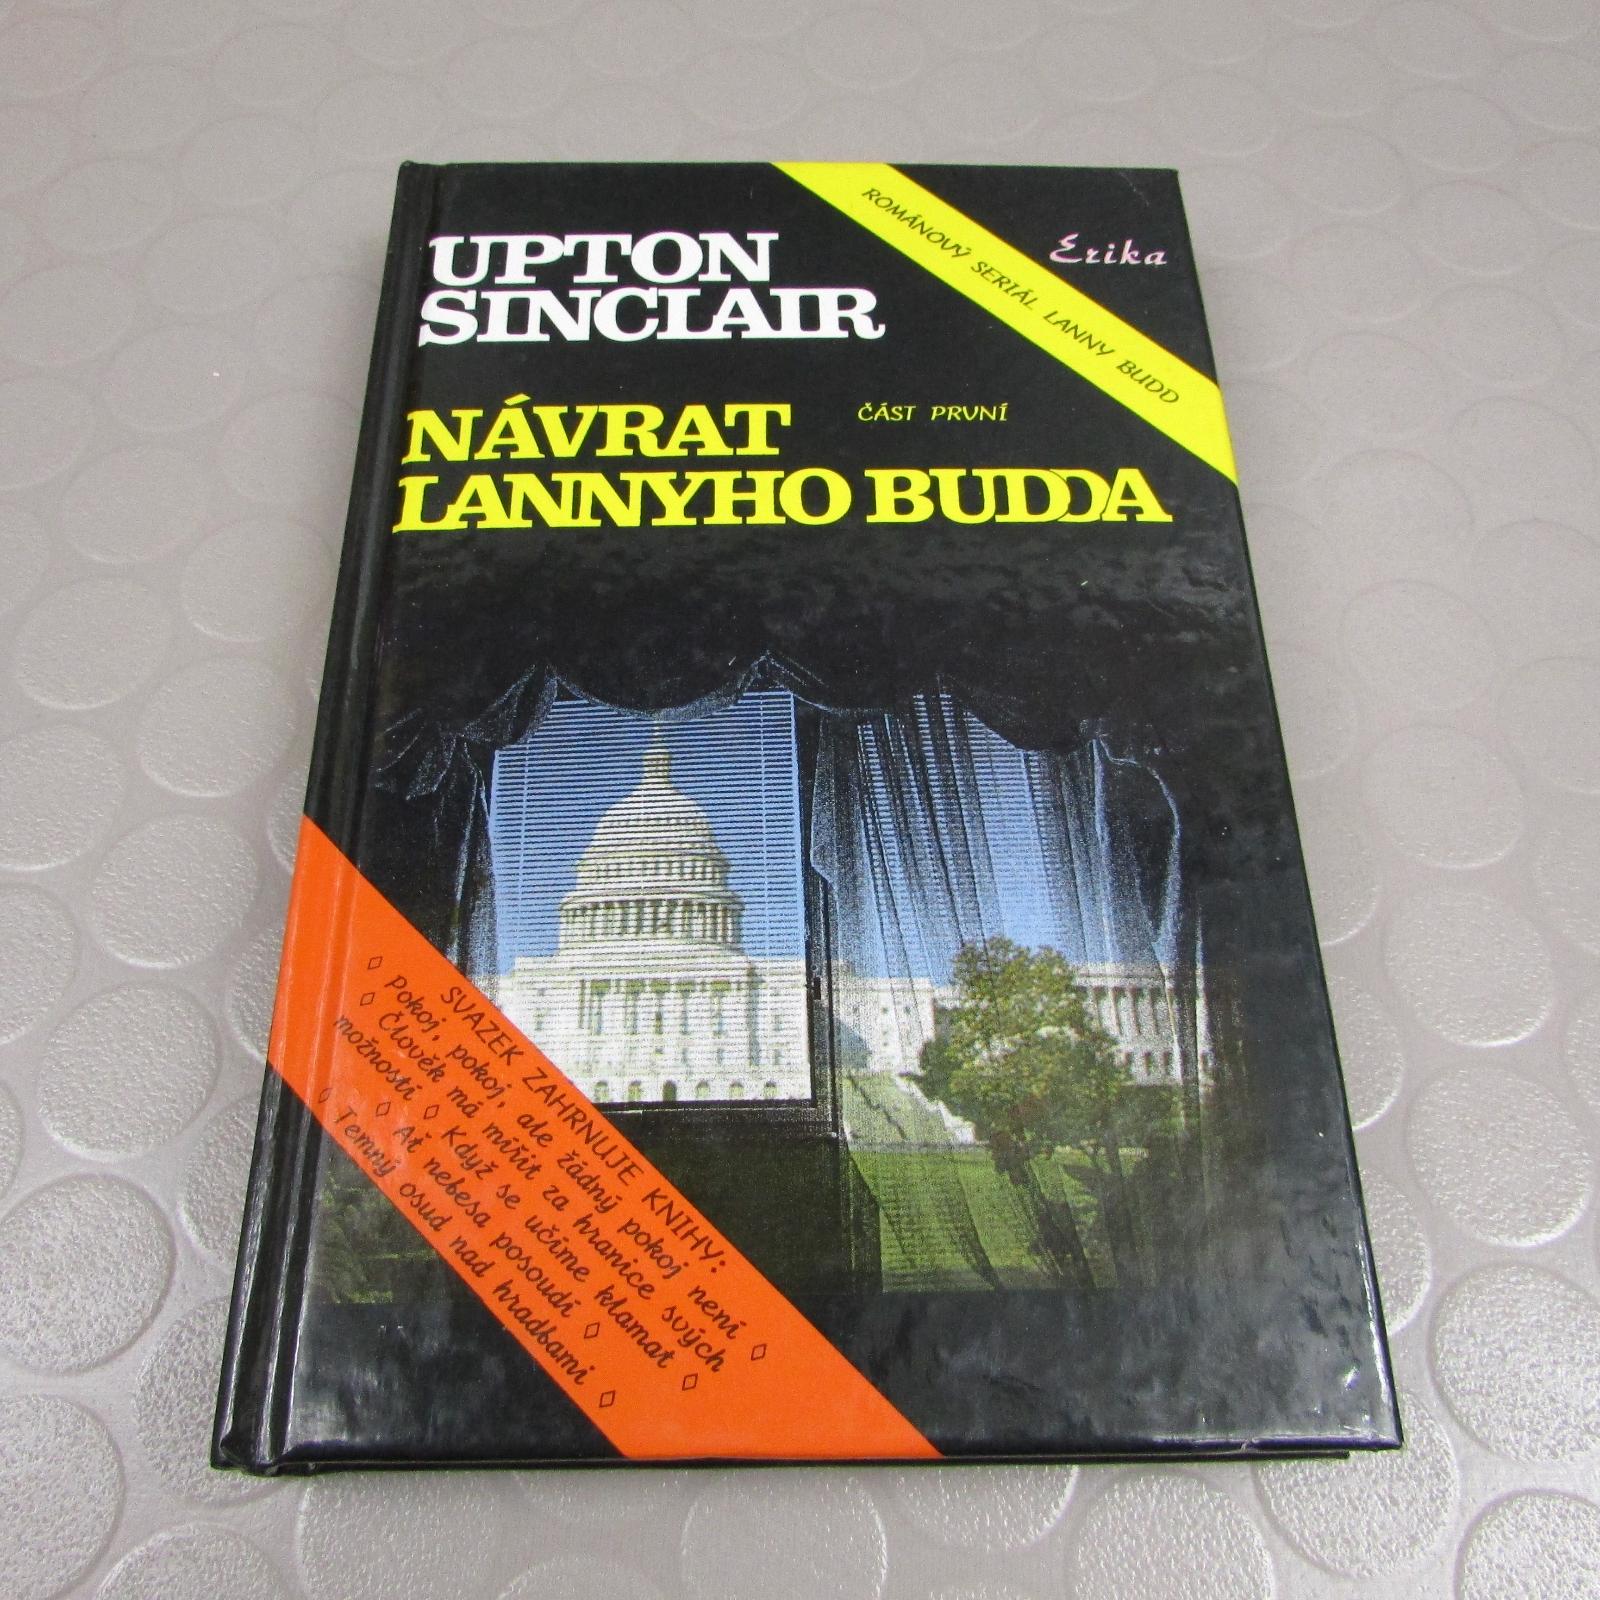 UPTON
SINCLAIR
ROMÁNOVÝ SERIÁL LANNY BUDD
Erika
NÁVRAT
ČÁST PRVNÍ
LANNYHO BUDDA
SVAZEK ZAHRNUJE KNIHY:
◊ Pokoj, pokoj, ale žádný pokoj není ◊
◊ Člověk má mířit za hranice svých
možností ◊ Když se učíme klamat ◊
◊ Ať nebesa posoudí ◊
◊ Temný osud nad hradbami ◊